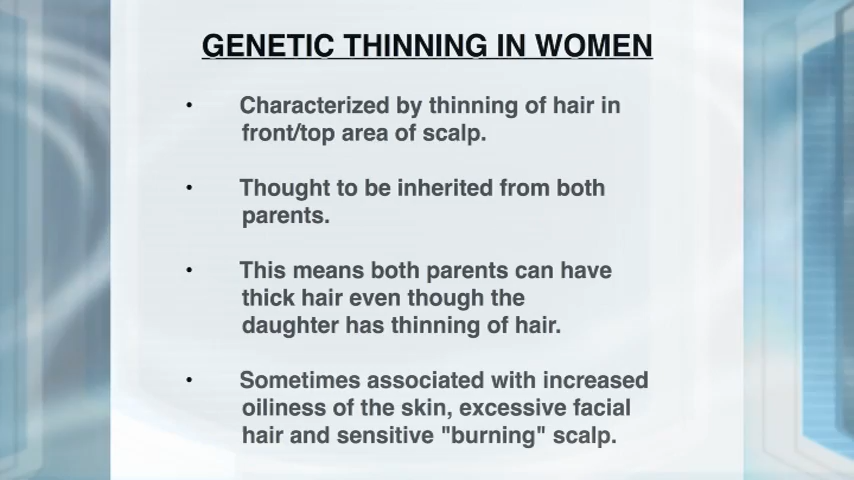 GENETIC THINNING IN WOMEN
• Characterized by thinning of hair in
front/top area of scalp.
• Thought to be inherited from both
parents.
• This means both parents can have
thick hair even though the
daughter has thinning of hair.
• Sometimes associated with increased
oiliness of the skin, excessive facial
hair and sensitive "burning" scalp.